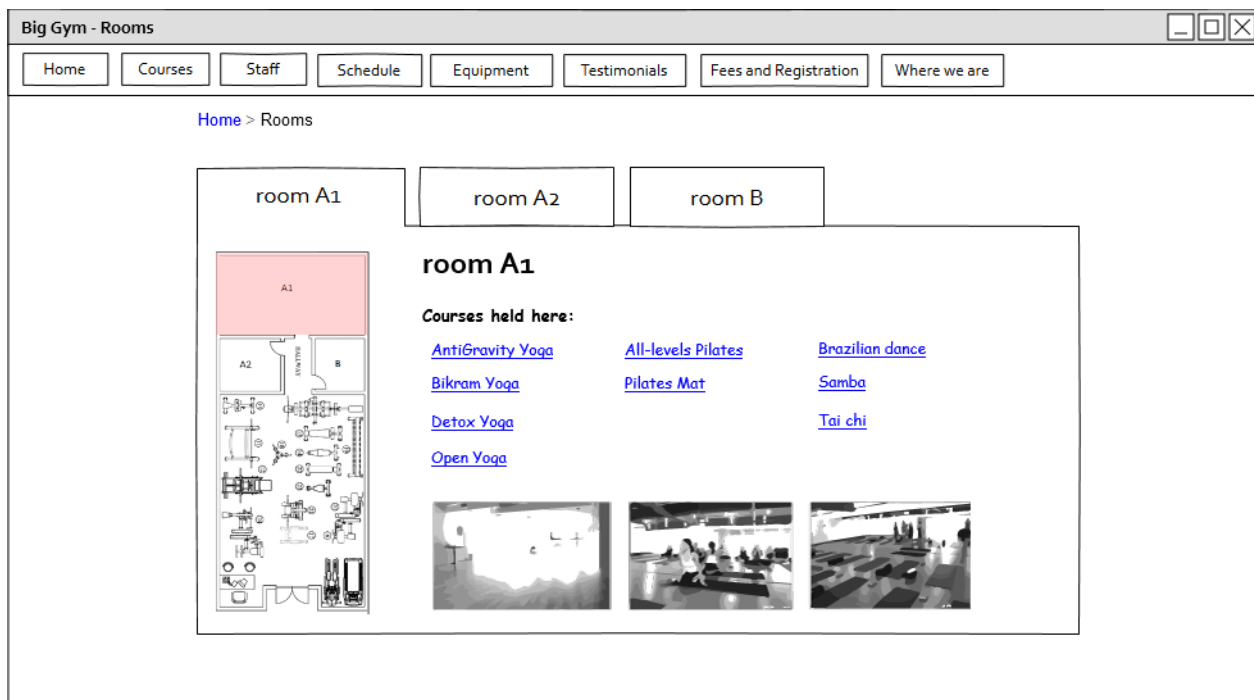 Big Gym - Rooms
Home Courses Staff Schedule Equipment Testimonials Fees and Registration Where we are
Home > Rooms
room A1 room A2 room B
A1
A2
HALLWAY
B
room A1
Courses held here:
AntiGravity Yoga All-levels Pilates Brazilian dance
Bikram Yoga Pilates Mat Samba
Detox Yoga Tai chi
Open Yoga